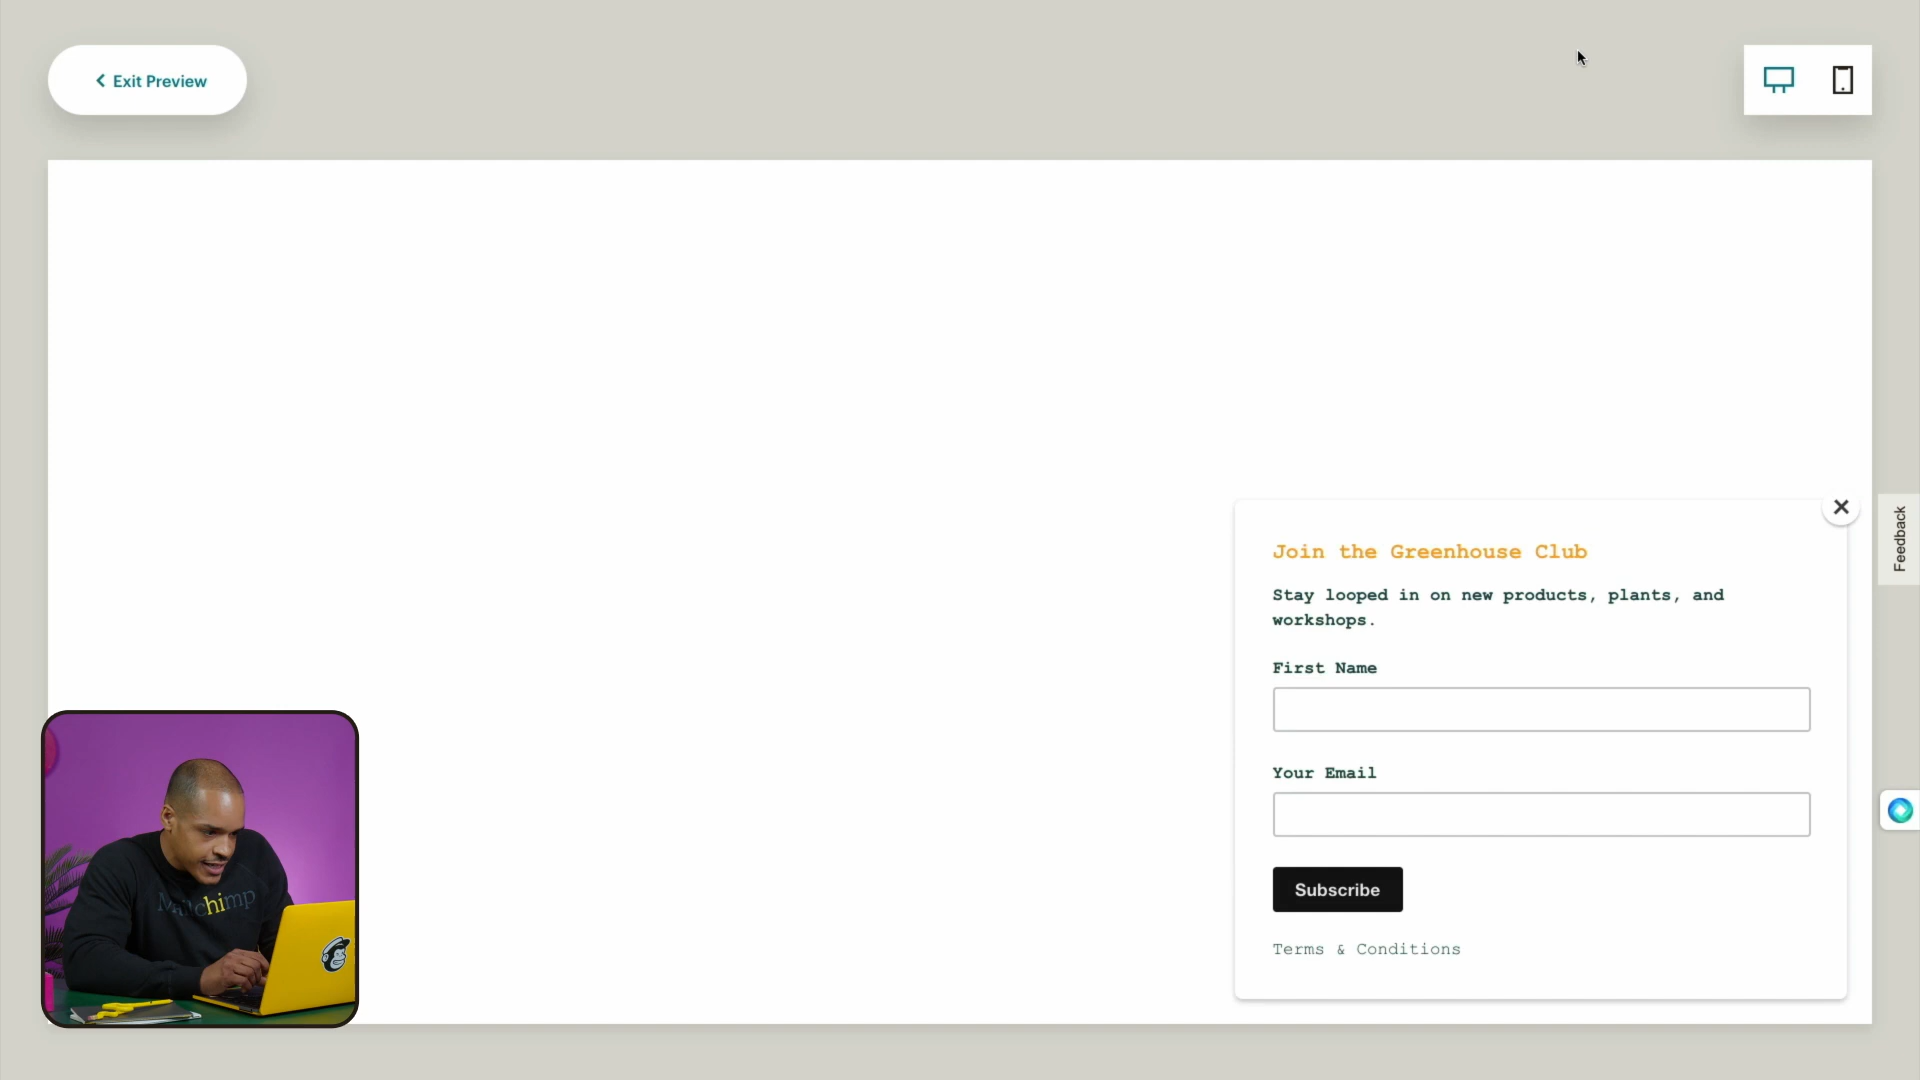 Exit Preview
Join the Greenhouse Club
Stay looped in on new products, plants, and
workshops.
First Name
Your Email
Subscribe
Terms & Conditions
Feedback
Mailchimp